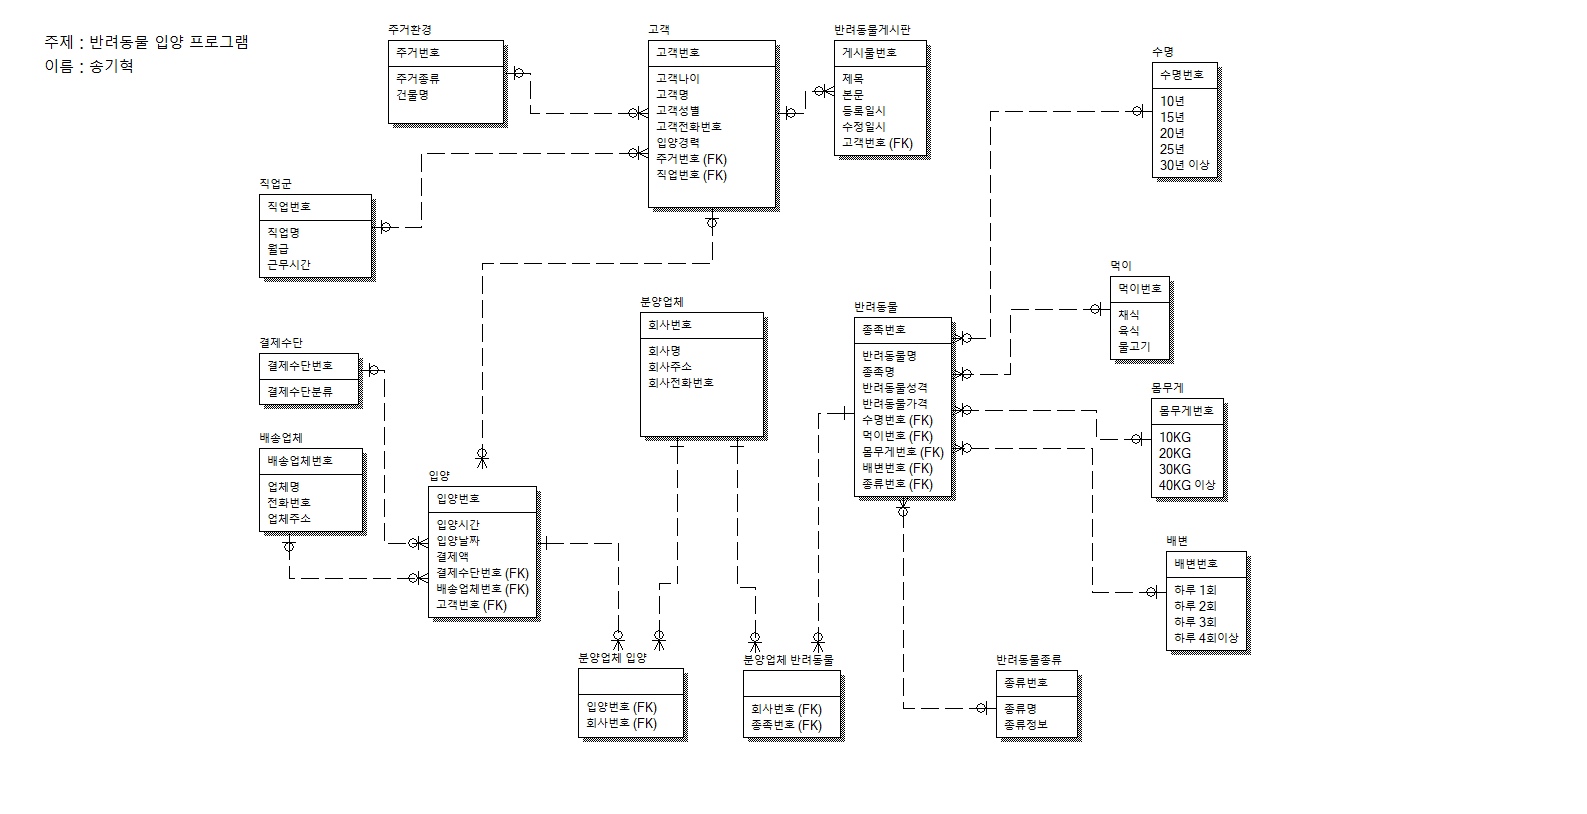 주제 : 반려동물 입양 프로그램
이름 : 송기혁
주거환경
주거번호
주거종류
건물명
고객
고객번호
고객나이
고객명
고객성별
고객전화번호
입양경력
주거번호 (FK)
직업번호 (FK)
반려동물게시판
게시물번호
제목
본문
등록일시
수정일시
고객번호 (FK)
수명
수명번호
10년
15년
20년
25년
30년 이상
직업군
직업번호
직업명
월급
근무시간
분양업체
회사번호
회사명
회사주소
회사전화번호
반려동물
종족번호
반려동물명
종족명
반려동물성격
반려동물가격
수명번호 (FK)
먹이번호 (FK)
몸무게번호 (FK)
배변번호 (FK)
종류번호 (FK)
먹이
먹이번호
채식
육식
물고기
결제수단
결제수단번호
결제수단분류
몸무게
몸무게번호
10KG
20KG
30KG
40KG 이상
배송업체
배송업체번호
업체명
전화번호
업체주소
입양
입양번호
입양시간
입양날짜
결제액
결제수단번호 (FK)
배송업체번호 (FK)
고객번호 (FK)
배변
배변번호
하루 1회
하루 2회
하루 3회
하루 4회이상
분양업체 입양
입양번호 (FK)
회사번호 (FK)
분양업체 반려동물
회사번호 (FK)
종족번호 (FK)
반려동물종류
종류번호
종류명
종류정보